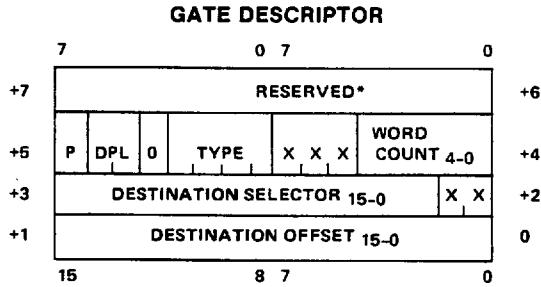 GATE DESCRIPTOR
7 0 7 0
+7 RESERVED* +6
+5 P DPL 0 TYPE X X X WORD COUNT 4-0 +4
+3 DESTINATION SELECTOR 15-0 X X +2
+1 DESTINATION OFFSET 15-0 0
15 8 7 0